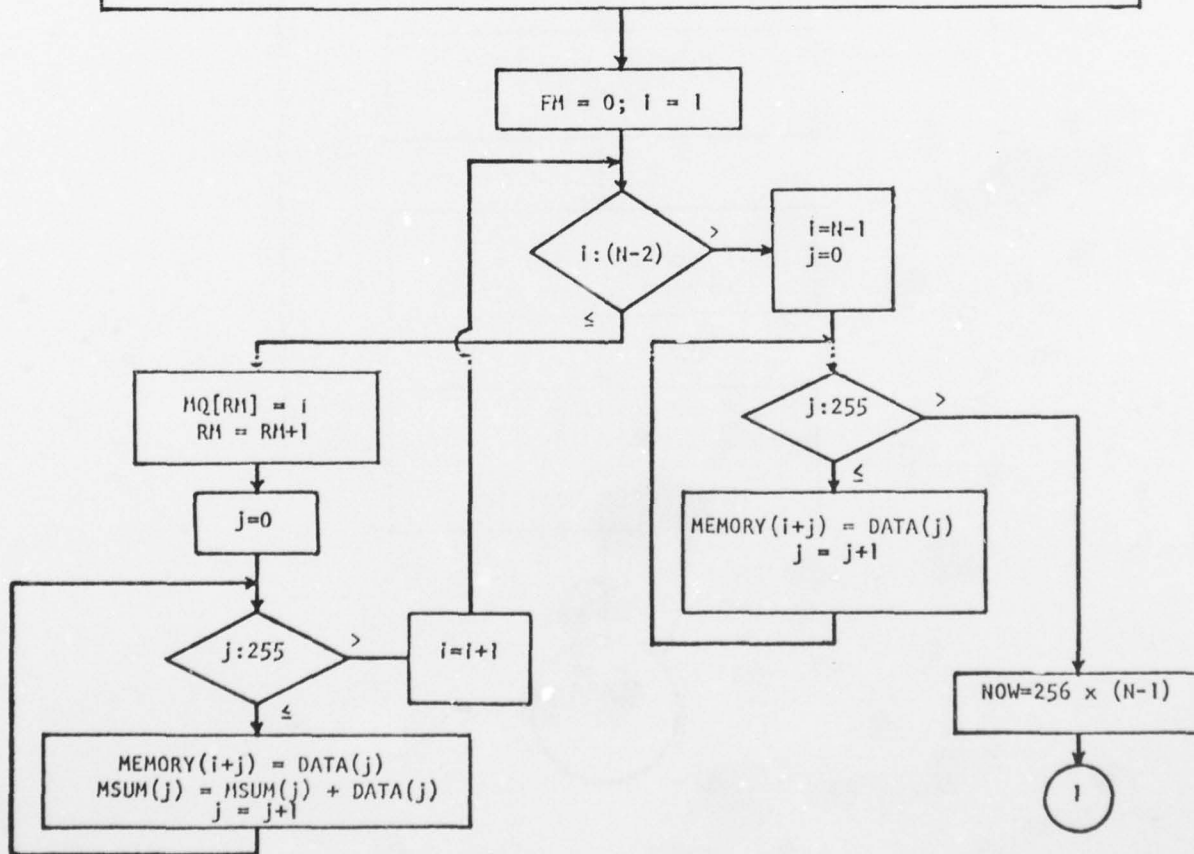 FM = 0; i = 1
i:(N-2)
>
≤
i=N-1
j=0
MQ[RM] = i
RM = RM+1
j=0
j:255
>
≤
i=i+1
MEMORY(i+j) = DATA(j)
MSUM(j) = MSUM(j) + DATA(j)
j = j+1
j:255
>
≤
MEMORY(i+j) = DATA(j)
j = j+1
NOW=256 x (N-1)
1